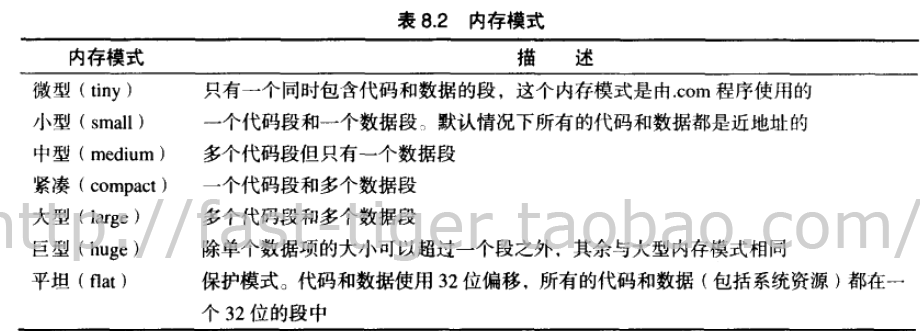 表 8.2 内存模式
内存模式 描 述
微型（tiny） 只有一个同时包含代码和数据的段，这个内存模式是由.com 程序使用的
小型（small） 一个代码段和一个数据段。默认情况下所有的代码和数据都是近地址的
中型（medium） 多个代码段但只有一个数据段
紧凑（compact） 一个代码段和多个数据段
大型（large） 多个代码段和多个数据段
http://fast-tiger.taobao.com/
巨型（huge） 除单个数据项的大小可以超过一个段之外，其余与大型内存模式相同
平坦（flat） 保护模式。代码和数据使用 32 位偏移，所有的代码和数据（包括系统资源）都在一
个 32 位的段中